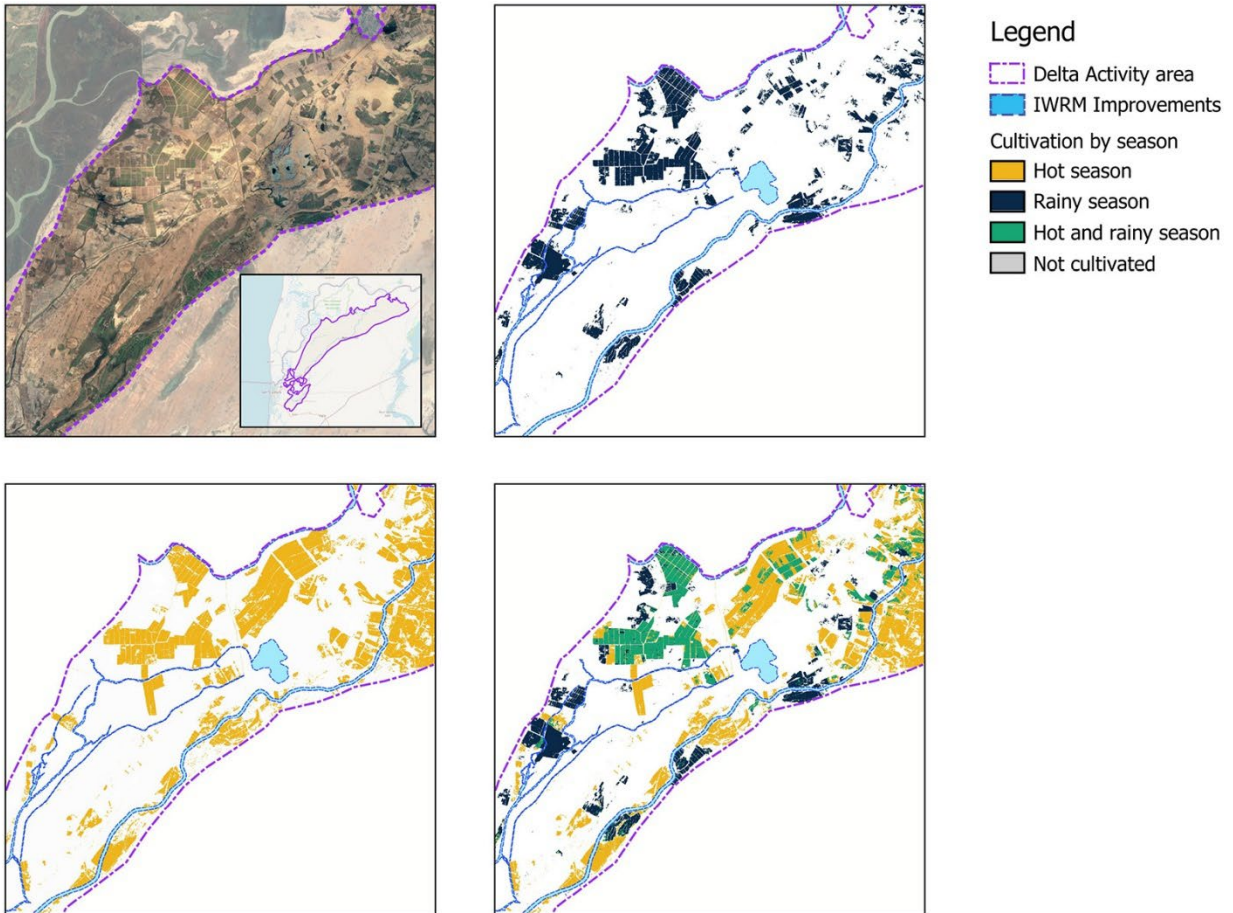 Legend
Delta Activity area
IWRM Improvements
Cultivation by season
Hot season
Rainy season
Hot and rainy season
Not cultivated